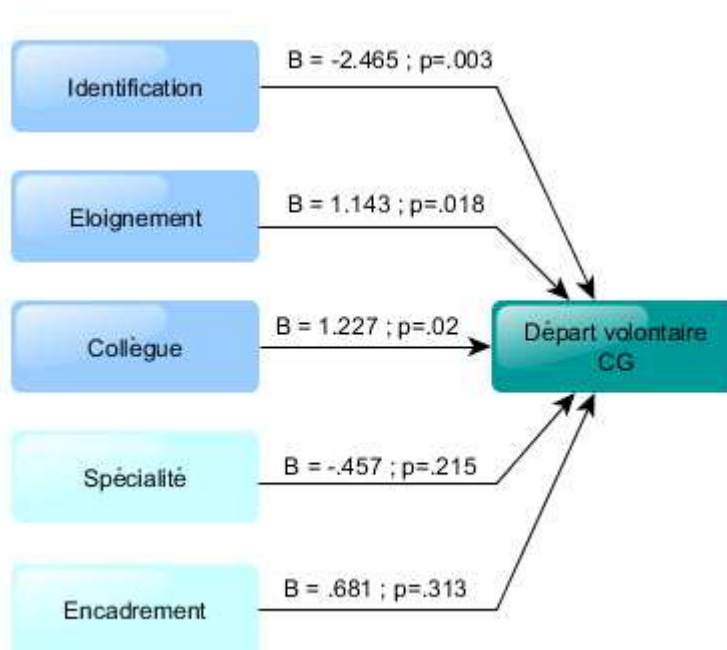 Identification
B = -2.465 ; p=.003
Eloignement
B = 1.143 ; p=.018
Collègue
B = 1.227 ; p=.02
Départ volontaire
CG
Spécialité
B = -.457 ; p=.215
Encadrement
B = .681 ; p=.313